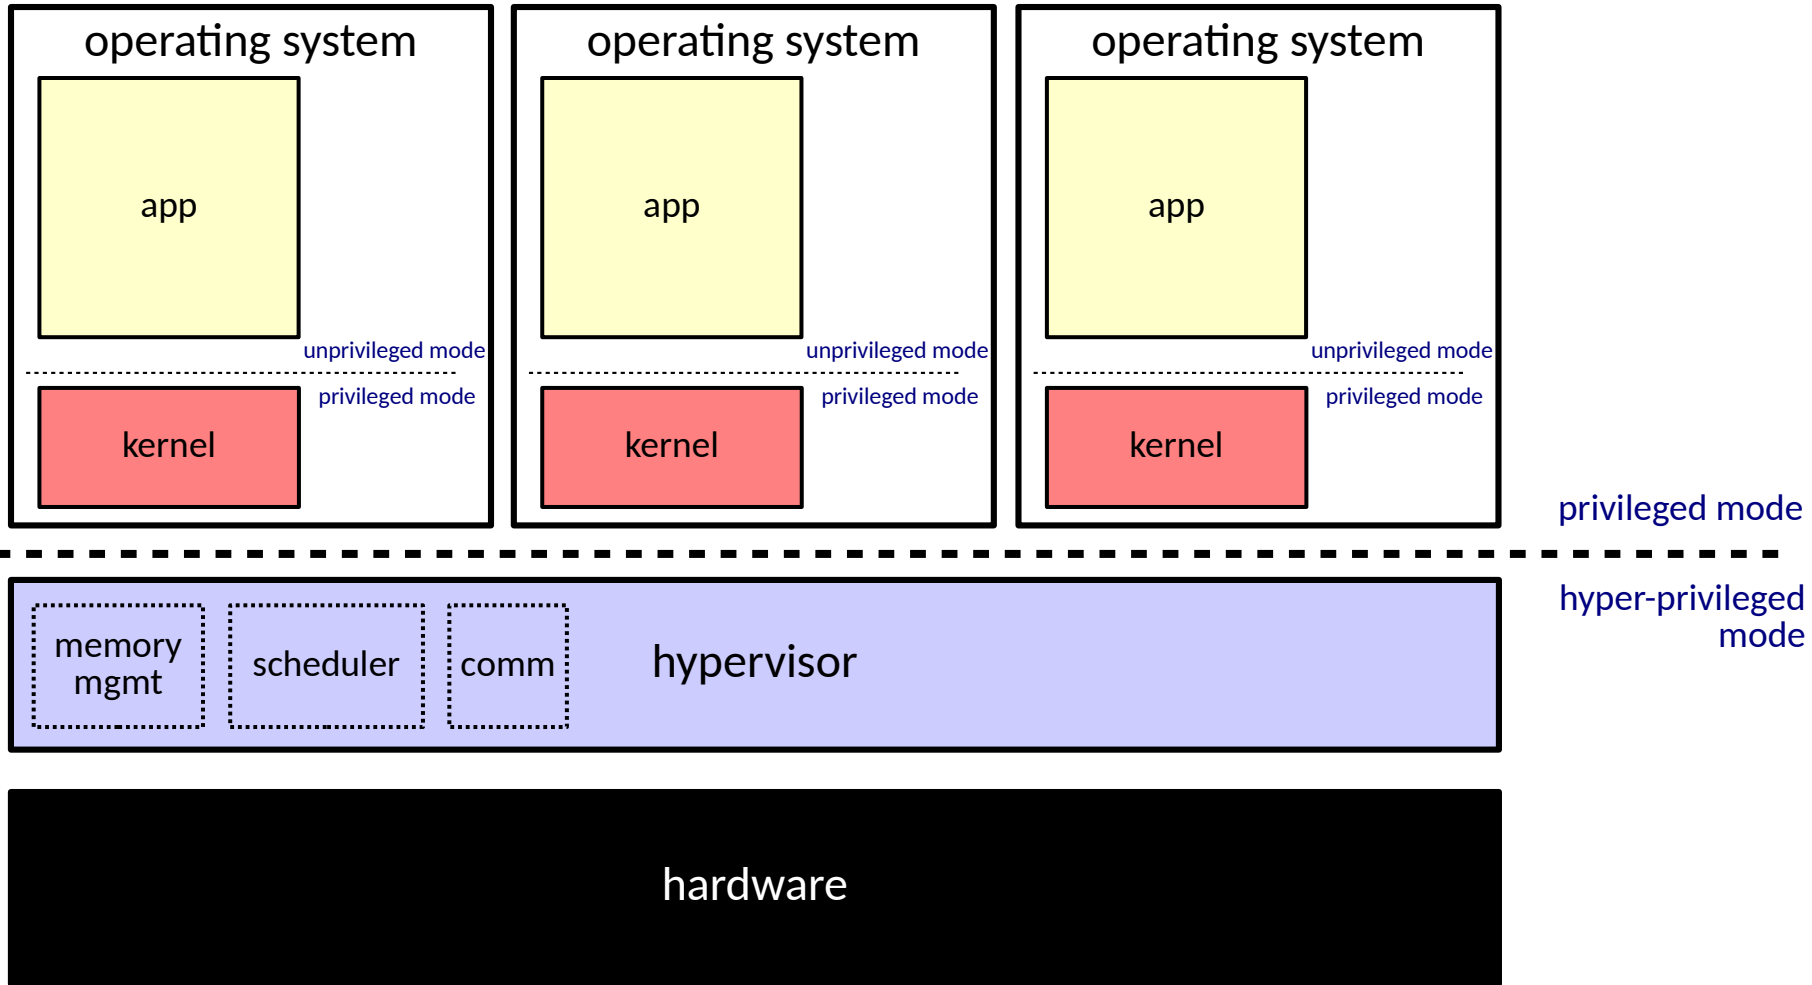 operating system
app
unprivileged mode
privileged mode
kernel
operating system
app
unprivileged mode
privileged mode
kernel
operating system
app
unprivileged mode
privileged mode
kernel
privileged mode
hyper-privileged
mode
memory
mgmt
scheduler
comm
hypervisor
hardware